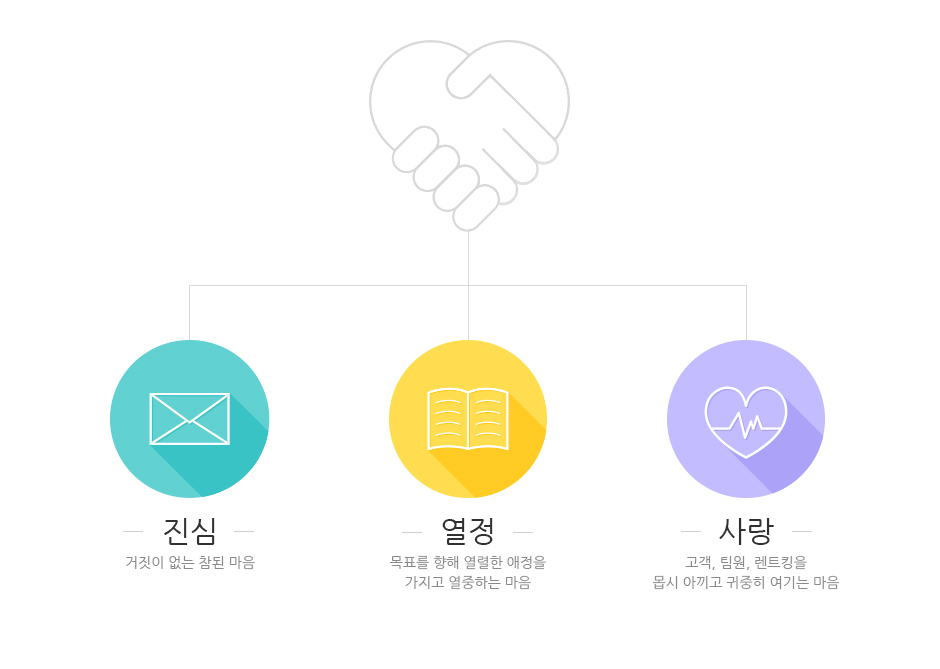 진심
거짓이 없는 참된 마음
열정
목표를 향해 열렬한 애정을
가지고 열중하는 마음
사랑
고객, 팀원, 렌트킹을
몹시 아끼고 귀중히 여기는 마음